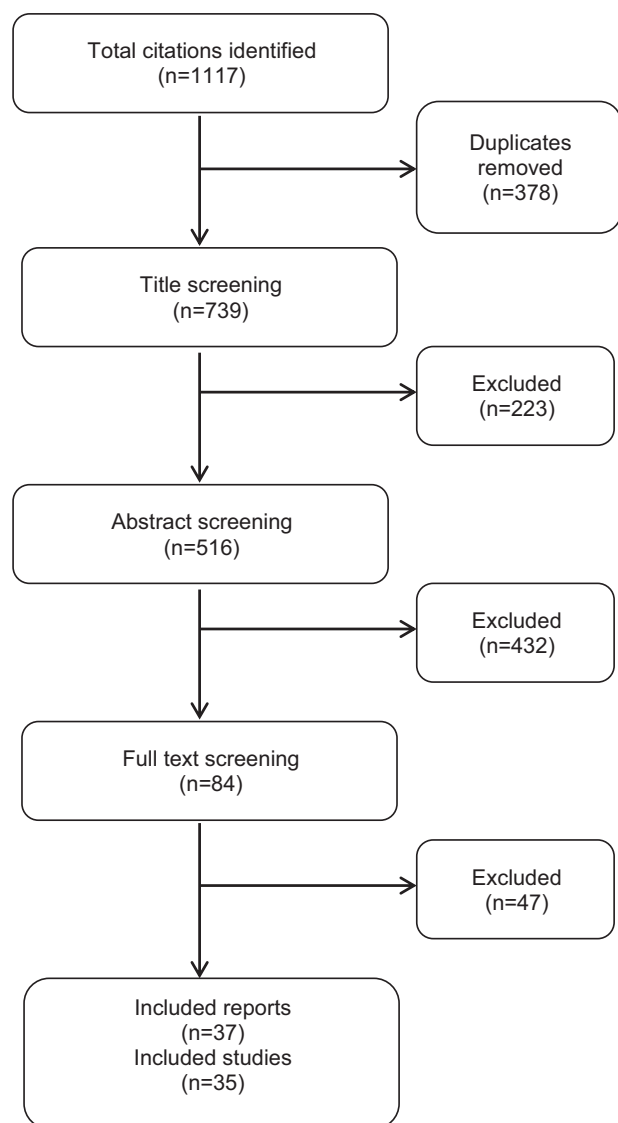 Total citations identified
(n=1117)
Duplicates
removed
(n=378)
Title screening
(n=739)
Excluded
(n=223)
Abstract screening
(n=516)
Excluded
(n=432)
Full text screening
(n=84)
Excluded
(n=47)
Included reports
(n=37)
Included studies
(n=35)